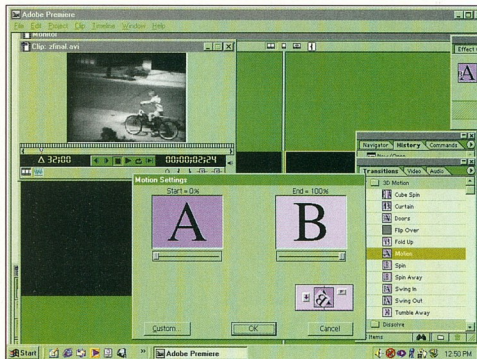 Adobe Premiere
File Edit Project Clip Timeline Window Help
Monitor
Clip: zfinal.avi
Effect
A
Δ 32;00
00;00;02;24
Navigator History Commands
Transitions Video Audio
3D Motion
Cube Spin
Curtain
Doors
Flip Over
Fold Up
Motion
Spin
Spin Away
Swing In
Swing Out
Tumble Away
Dissolve
Items
Motion Settings
Start = 0%
End = 100%
A
B
Custom...
OK
Cancel
Start
Adobe Premiere
12:50 PM